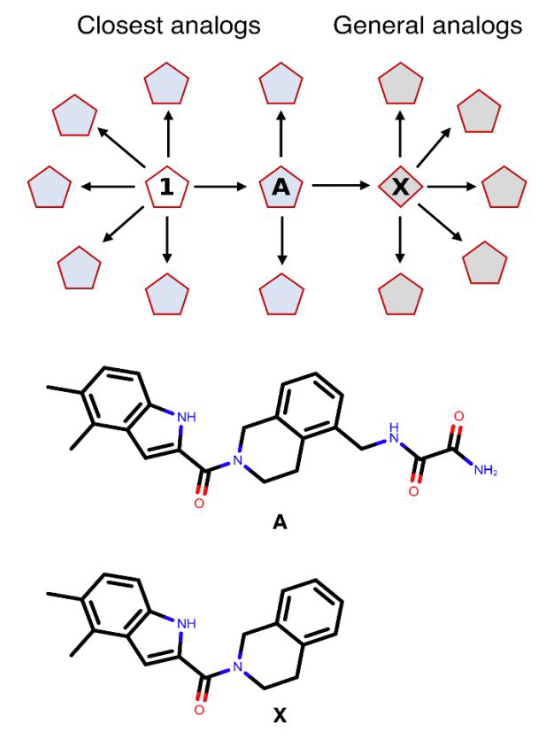 Closest analogs General analogs
1 A X
NH
N
O
H
N
O
O
NH₂
A
NH
N
O
X